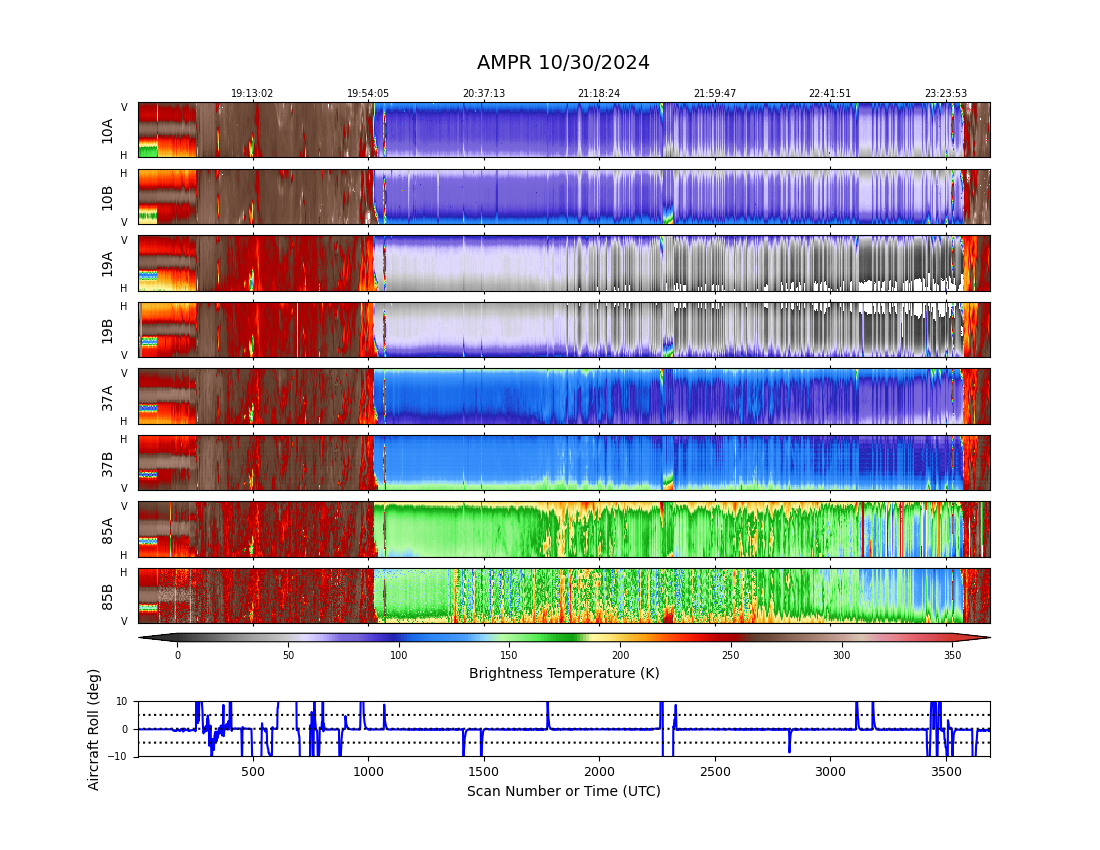 AMPR 10/30/2024
19:13:02 19:54:05 20:37:13 21:18:24 21:59:47 22:41:51 23:23:53
V
10A
H
H
10B
V
V
19A
H
H
19B
V
V
37A
H
H
37B
V
V
85A
H
H
85B
V
0 50 100 150 200 250 300 350
Brightness Temperature (K)
Aircraft Roll (deg)
10
0
−10
500 1000 1500 2000 2500 3000 3500
Scan Number or Time (UTC)